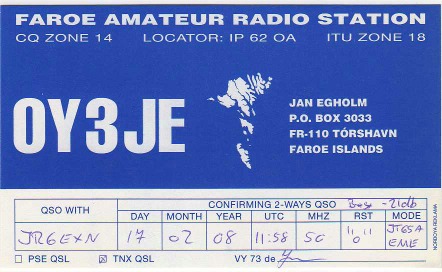 FAROE AMATEUR RADIO STATION
CQ ZONE 14 LOCATOR: IP 62 OA ITU ZONE 18
OY3JE
JAN EGHOLM
P.O. BOX 3033
FR-110 TÓRSHAVN
FAROE ISLANDS
QSO WITH CONFIRMING 2-WAYS QSO -21db
DAY MONTH YEAR UTC MHZ RST MODE
JR6EXN 17 02 08 11:58 50 JT65A
EME
PSE QSL TNX QSL VY 73 de